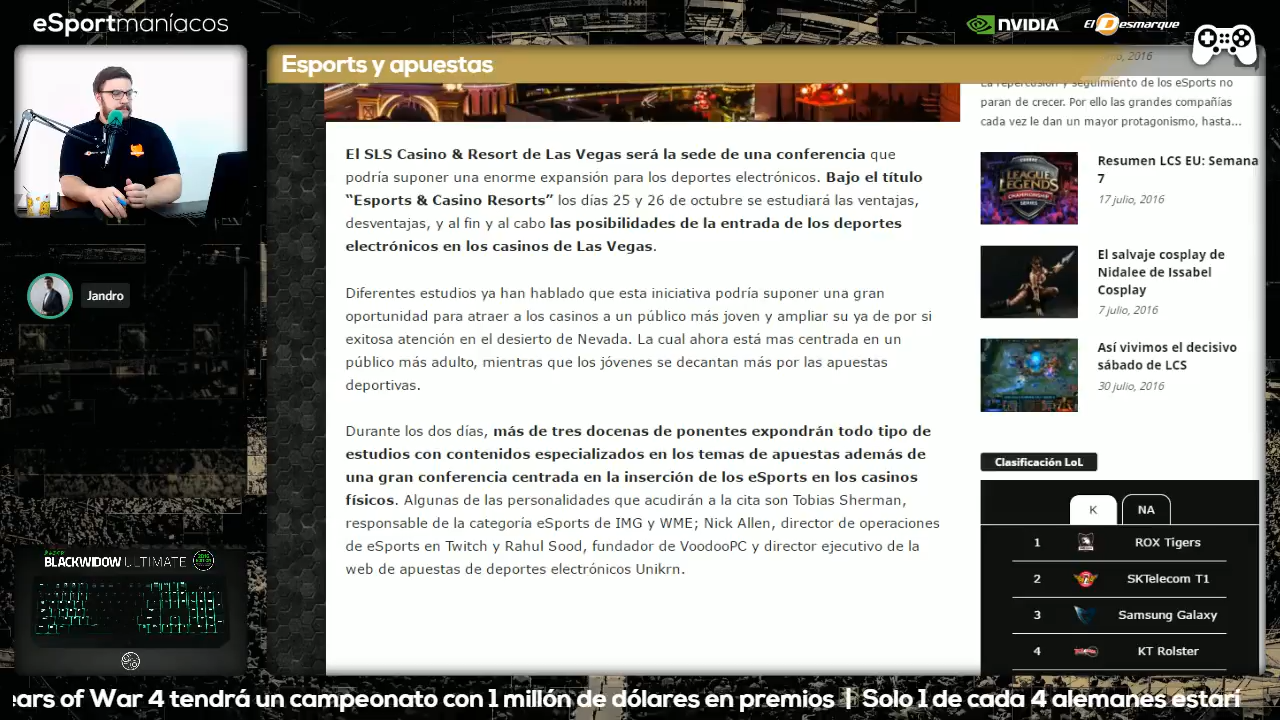 eSportmaníacos
NVIDIA
El Desmarque
Esports y apuestas
2016
La repercusión y seguimiento de los eSports no
paran de crecer. Por ello las grandes compañías
cada vez le dan un mayor protagonismo, hasta...
El SLS Casino & Resort de Las Vegas será la sede de una conferencia que
podría suponer una enorme expansión para los deportes electrónicos. Bajo el título
"Esports & Casino Resorts" los días 25 y 26 de octubre se estudiará las ventajas,
desventajas, y al fin y al cabo las posibilidades de la entrada de los deportes
electrónicos en los casinos de Las Vegas.
Diferentes estudios ya han hablado que esta iniciativa podría suponer una gran
oportunidad para atraer a los casinos a un público más joven y ampliar su ya de por si
exitosa atención en el desierto de Nevada. La cual ahora está mas centrada en un
público más adulto, mientras que los jóvenes se decantan más por las apuestas
deportivas.
Durante los dos días, más de tres docenas de ponentes expondrán todo tipo de
estudios con contenidos especializados en los temas de apuestas además de
una gran conferencia centrada en la inserción de los eSports en los casinos
físicos. Algunas de las personalidades que acudirán a la cita son Tobias Sherman,
responsable de la categoría eSports de IMG y WME; Nick Allen, director de operaciones
de eSports en Twitch y Rahul Sood, fundador de VoodooPC y director ejecutivo de la
web de apuestas de deportes electrónicos Unikrn.
Resumen LCS EU: Semana
7
17 julio, 2016
LEAGUE
LEGENDS
El salvaje cosplay de
Nidalee de Issabel
Cosplay
7 julio, 2016
Así vivimos el decisivo
sábado de LCS
30 julio, 2016
Clasificación LoL
K
NA
1 ROX Tigers
2 SKTelecom T1
3 Samsung Galaxy
4 KT Rolster
Jandro
RAZER
BLACKWIDOW ULTIMATE
ears of War 4 tendrá un campeonato con 1 millón de dólares en premios | Solo 1 de cada 4 alemanes estarí